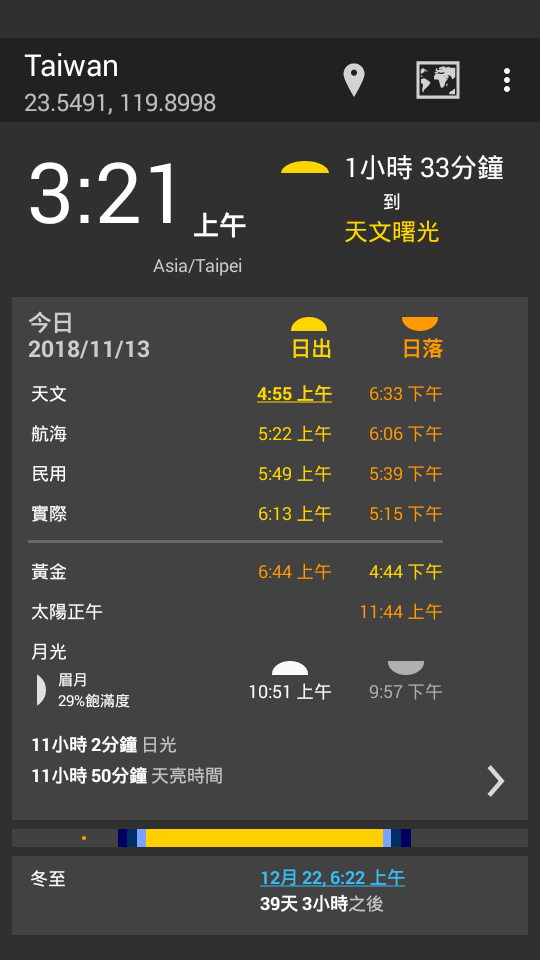 Taiwan
23.5491, 119.8998
3:21 上午
Asia/Taipei
1小時 33分鐘
到
天文曙光
今日
2018/11/13
日出 日落
天文 4:55 上午 6:33 下午
航海 5:22 上午 6:06 下午
民用 5:49 上午 5:39 下午
實際 6:13 上午 5:15 下午
黃金 6:44 上午 4:44 下午
太陽正午 11:44 上午
月光
眉月
29%飽滿度
10:51 上午 9:57 下午
11小時 2分鐘 日光
11小時 50分鐘 天亮時間
冬至 12月 22, 6:22 上午
39天 3小時之後